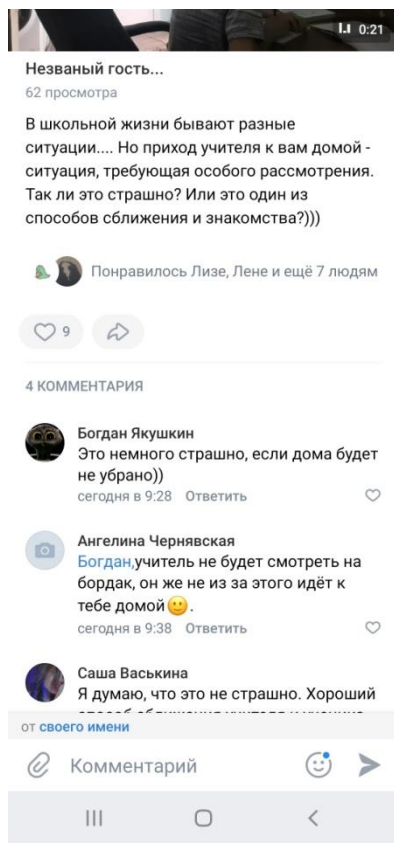 0:21
Незваный гость...
62 просмотра
В школьной жизни бывают разные
ситуации.... Но приход учителя к вам домой -
ситуация, требующая особого рассмотрения.
Так ли это страшно? Или это один из
способов сближения и знакомства?)))
Понравилось Лизе, Лене и ещё 7 людям
9
4 КОММЕНТАРИЯ
Богдан Якушкин
Это немного страшно, если дома будет
не убрано))
сегодня в 9:28 Ответить
Ангелина Чернявская
Богдан,учитель не будет смотреть на
бордак, он же не из за этого идёт к
тебе домой🙂.
сегодня в 9:38 Ответить
Саша Васькина
Я думаю, что это не страшно. Хороший
способ сближения учителя и ученика
от своего имени
Комментарий